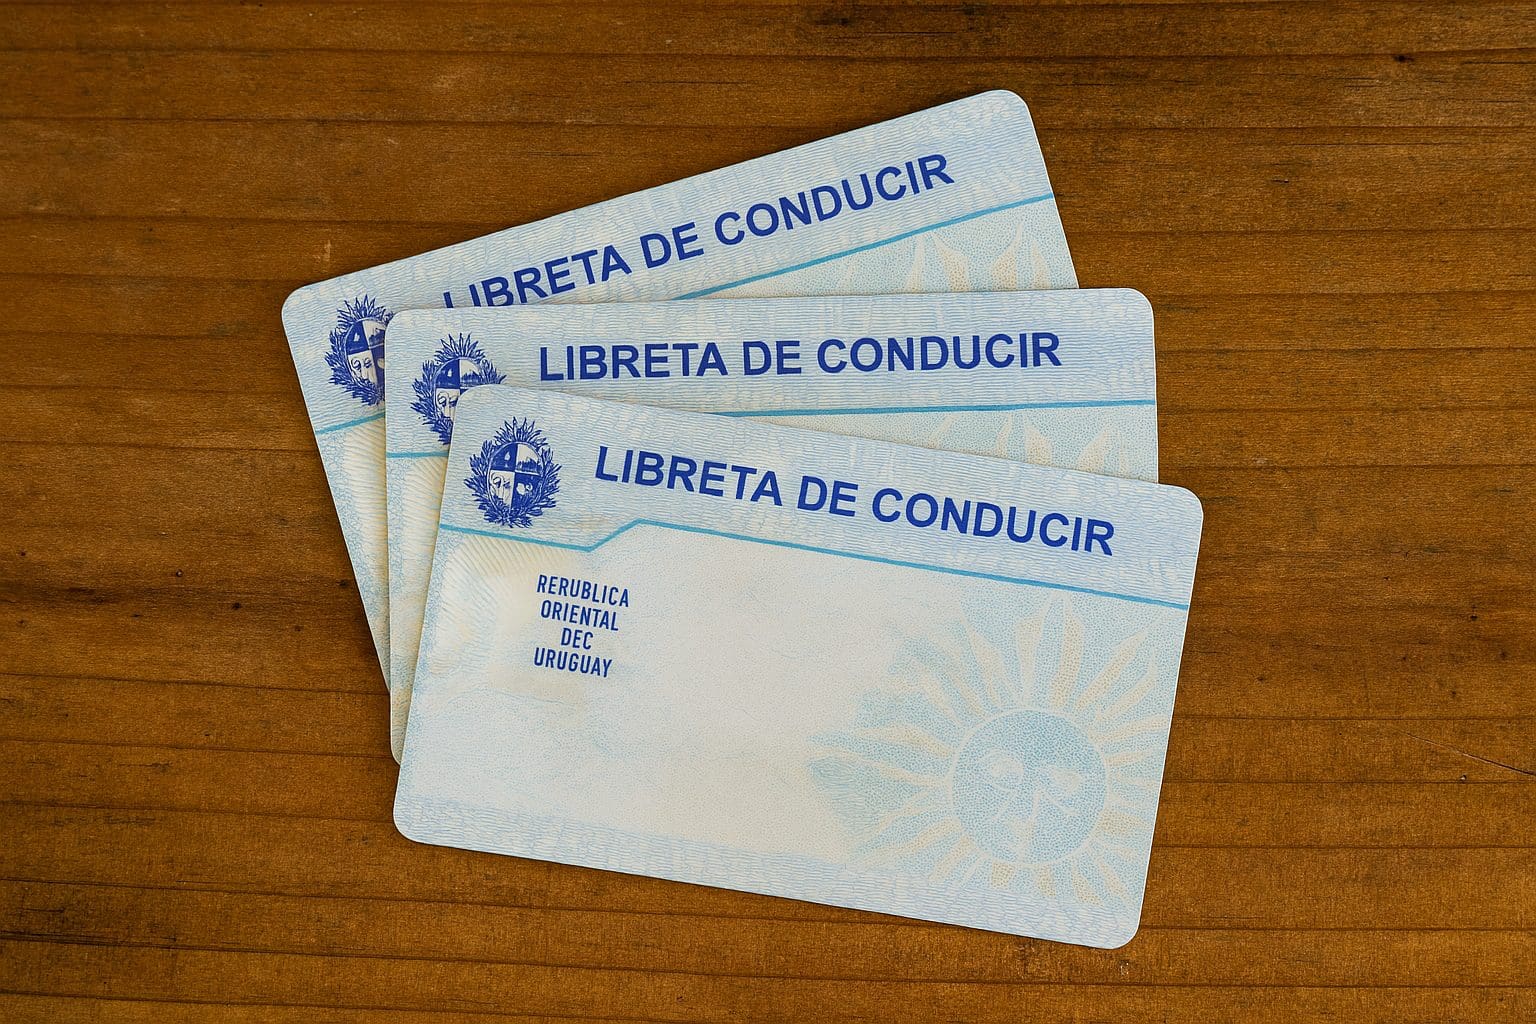 LIBRETA DE CONDUCIR
LIBRETA DE CONDUCIR
LIBRETA DE CONDUCIR
RERUBLICA
ORIENTAL
DEC
URUGUAY